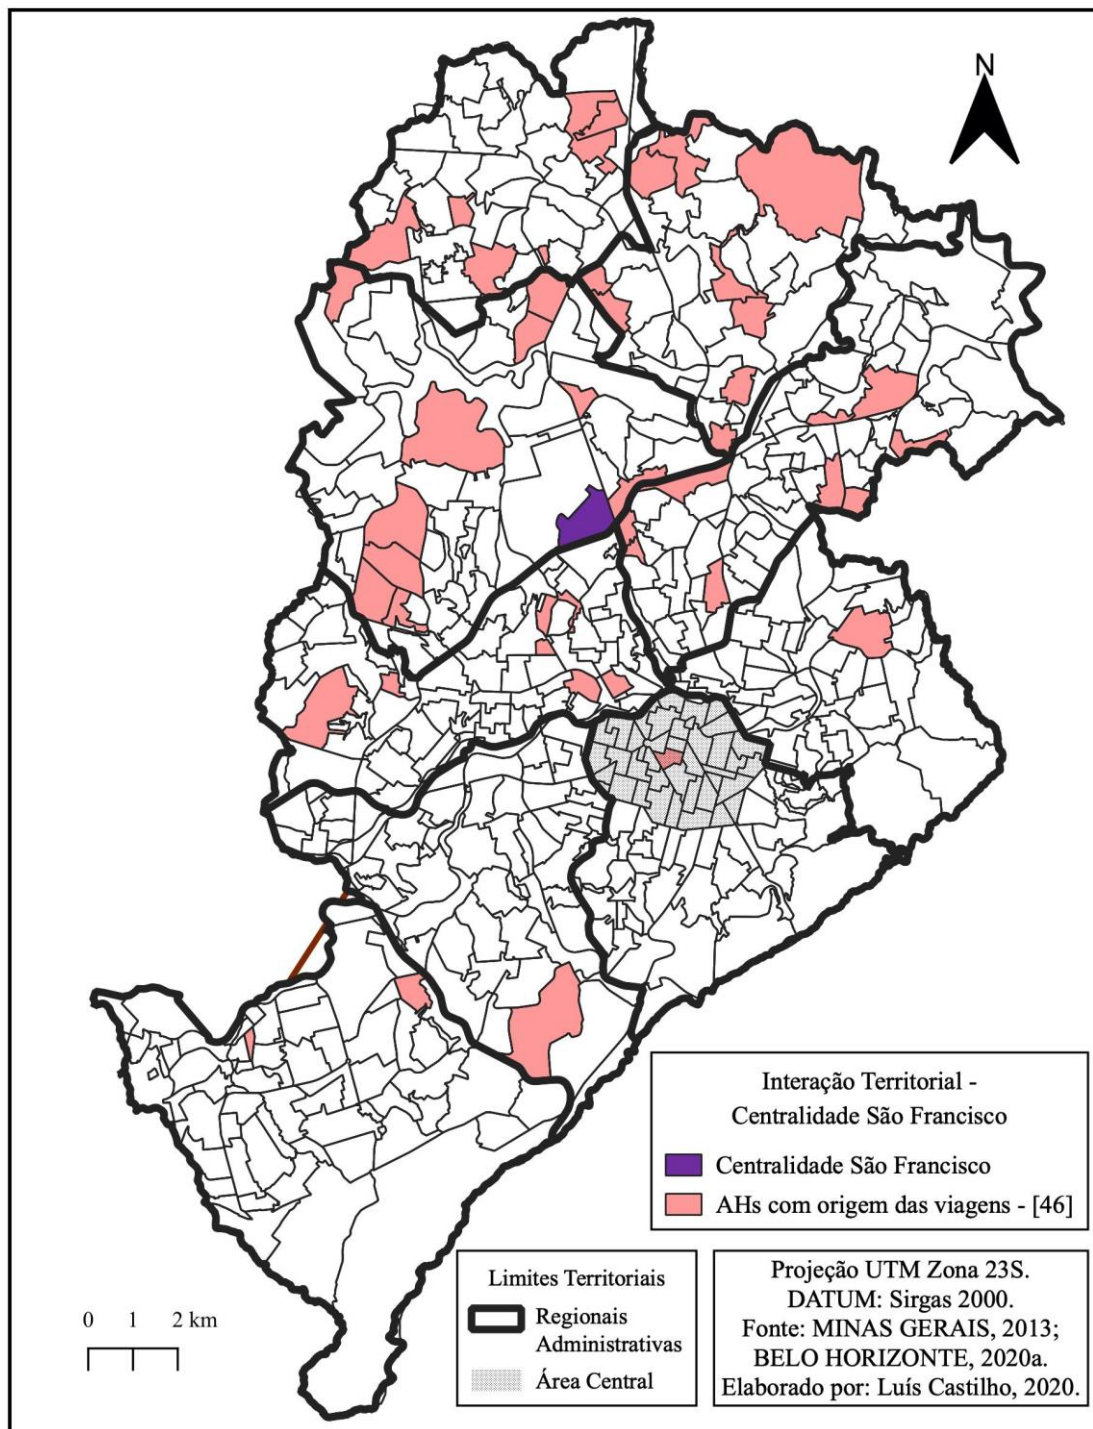 N
Interação Territorial -
Centralidade São Francisco
Centralidade São Francisco
AHs com origem das viagens - [46]
Limites Territoriais
Regionais
Administrativas
Área Central
Projeção UTM Zona 23S.
DATUM: Sirgas 2000.
Fonte: MINAS GERAIS, 2013;
BELO HORIZONTE, 2020a.
Elaborado por: Luís Castilho, 2020.
0 1 2 km